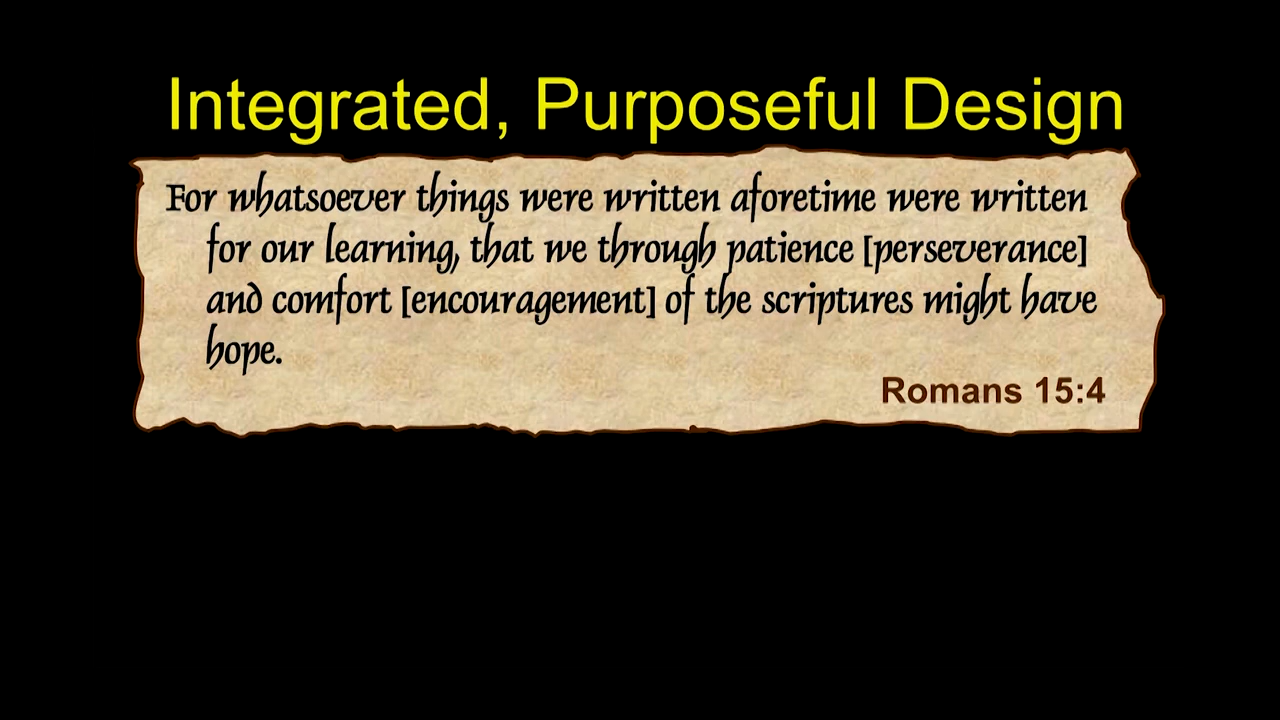 Integrated, Purposeful Design
For whatsoever things were written aforetime were written
for our learning, that we through patience [perseverance]
and comfort [encouragement] of the scriptures might have
hope.
Romans 15:4